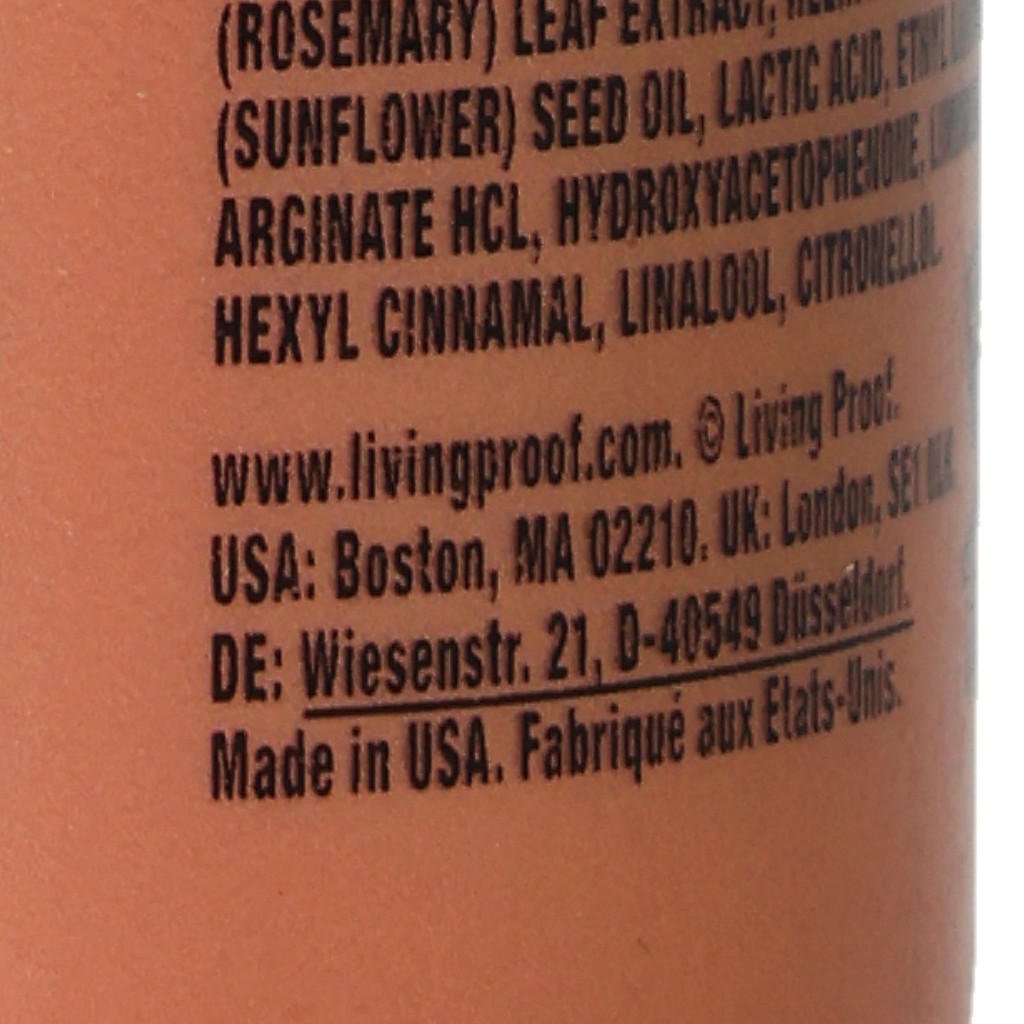 (ROSEMARY) LEAF EXTRACT,
(SUNFLOWER) SEED OIL, LACTIC ACID, ETHYL
ARGINATE HCL, HYDROXYACETOPHENONE,
HEXYL CINNAMAL, LINALOOL, CITRONELLOL.
www.livingproof.com. © Living Proof.
USA: Boston, MA 02210. UK: London, SE1
DE: Wiesenstr. 21, D-40549 Düsseldorf.
Made in USA. Fabriqué aux Etats-Unis.